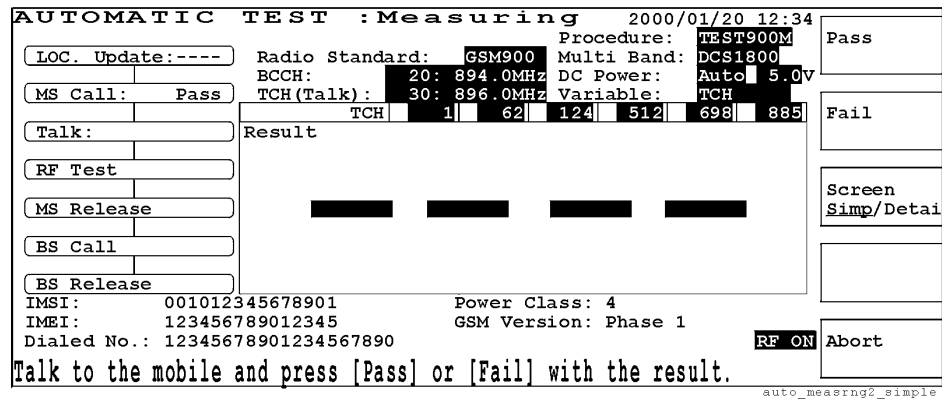 AUTOMATIC TEST :Measuring 2000/01/20 12:34
Procedure: TEST900M
LOC. Update:---- Radio Standard: GSM900 Multi Band: DCS1800
BCCH: 20: 894.0MHz DC Power: Auto 5.0V
MS Call: Pass TCH(Talk): 30: 896.0MHz Variable: TCH
TCH 1 62 124 512 698 885
Talk: Result
RF Test
MS Release
BS Call
BS Release
IMSI: 001012345678901 Power Class: 4
IMEI: 123456789012345 GSM Version: Phase 1
Dialed No.: 12345678901234567890 RF ON
Talk to the mobile and press [Pass] or [Fail] with the result.
Pass
Fail
Screen
Simp/Detai
Abort
auto_measrng2_simple